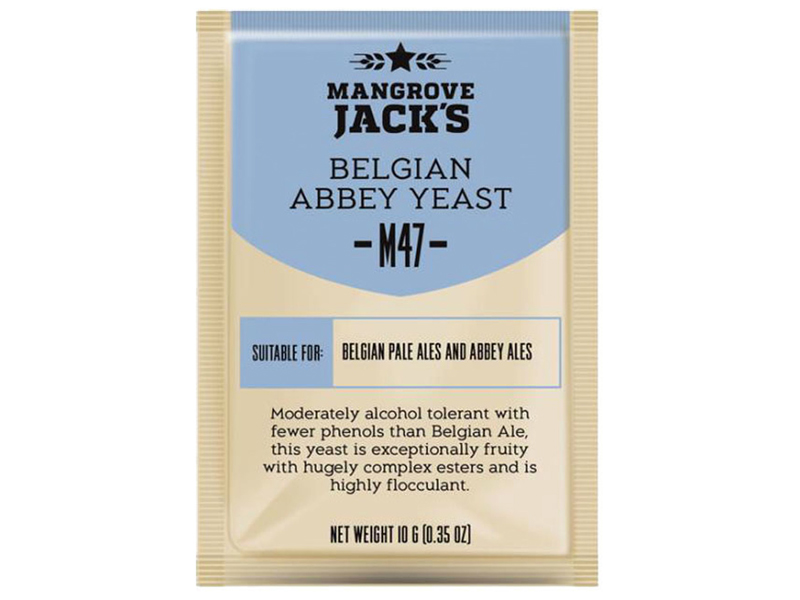 MANGROVE
JACK'S
BELGIAN
ABBEY YEAST
-M47-
SUITABLE FOR:
BELGIAN PALE ALES AND ABBEY ALES
Moderately alcohol tolerant with
fewer phenols than Belgian Ale,
this yeast is exceptionally fruity
with hugely complex esters and is
highly flocculant.
NET WEIGHT 10 G (0.35 OZ)